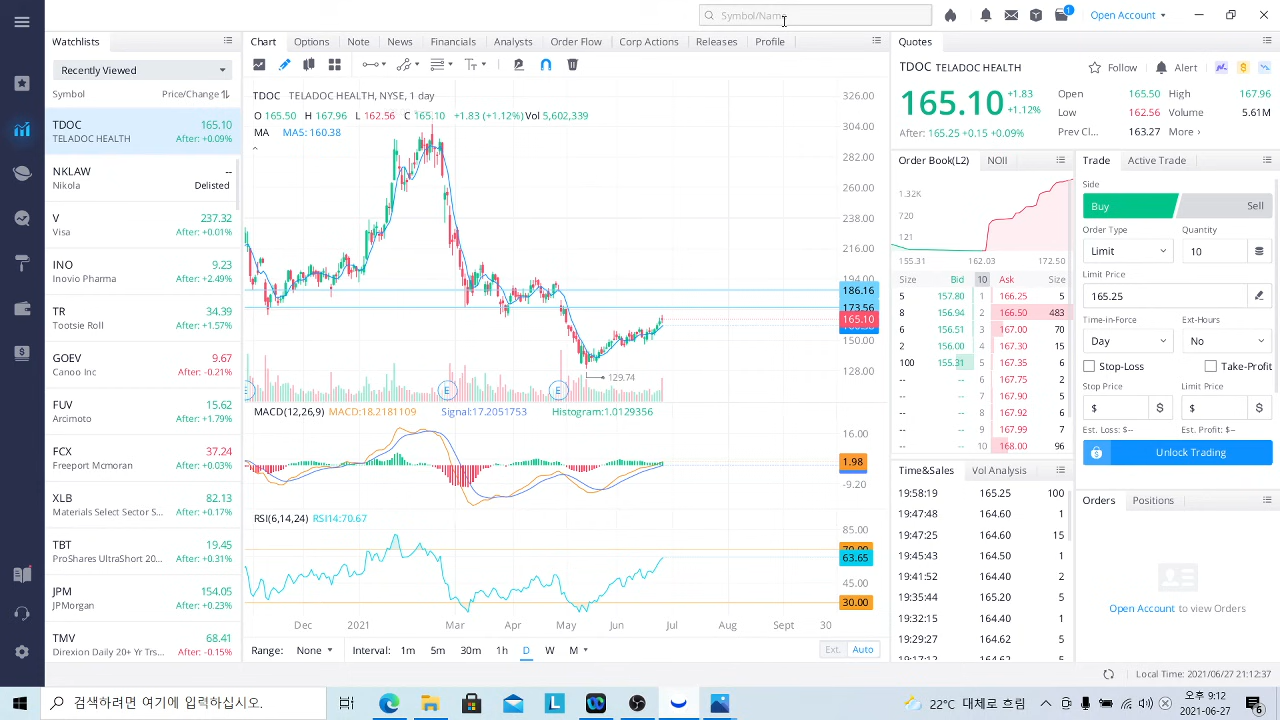 Symbol/Name
1
Open Account
Watchlists
Chart
Options
Note
News
Financials
Analysts
Order Flow
Corp Actions
Releases
Profile
Quotes
Recently Viewed
Symbol
Price/Change
TDOC 165.10
TELADOC HEALTH After: +0.09%
NKLAW --
Nikola Delisted
V 237.32
Visa After: +0.01%
INO 9.23
Inovio Pharma After: +2.49%
TR 34.39
Tootsie Roll After: +1.57%
GOEV 9.67
Canoo Inc After: -0.21%
FUV 15.62
Arcimoto After: +1.79%
FCX 37.24
Freeport Mcmoran After: +0.03%
XLB 82.13
Materials Select Sector S... After: +0.17%
TBT 19.45
ProShares UltraShort 20... After: +0.31%
JPM 154.05
JPMorgan After: +0.23%
TMV 68.41
Direxion Daily 20+ Yr Trs... After: -0.15%
TDOC TELADOC HEALTH, NYSE, 1 day
O 165.50 H 167.96 L 162.56 C 165.10 +1.83 (+1.12%) Vol 5,602,339
MA MA5: 160.38
326.00
304.00
282.00
260.00
238.00
216.00
194.00
186.16
173.56
165.10
150.00
128.00
129.74
E
E
E
MACD(12,26,9) MACD:18.2181109 Signal:17.2051753 Histogram:1.0129356
16.00
1.98
-9.20
RSI(6,14,24) RSI14:70.67
85.00
70.00
63.65
45.00
30.00
Dec 2021 Mar Apr May Jun Jul Aug Sept 30
Range: None Interval: 1m 5m 30m 1h D W M
Ext. Auto
TDOC TELADOC HEALTH
Follow
Alert
165.10 +1.83
+1.12%
After: 165.25 +0.15 +0.09%
Open 165.50 High 167.96
Low 162.56 Volume 5.61M
Prev Cl... 163.27 More ›
Order Book(L2) NOII
1.32K
720
121
155.31 162.03 172.50
Size Bid 10 Ask Size
5 157.80 1 166.25 5
8 156.94 2 166.50 483
6 156.51 3 167.00 70
2 156.00 4 167.30 15
100 155.31 5 167.35 6
-- -- 6 167.75 2
-- -- 7 167.90 6
-- -- 8 167.96 4
-- -- 9 167.99 7
-- -- 10 168.00 96
Time&Sales Vol Analysis
19:58:19 165.25 100
19:47:48 164.60 1
19:47:25 164.60 15
19:45:43 164.50 1
19:41:52 164.40 2
19:35:44 164.20 5
19:32:15 164.40 1
19:29:27 164.62 5
Trade Active Trade
Side
Buy Sell
Order Type Quantity
Limit 10
Limit Price
165.25
Time-in-Force Ext-Hours
Day No
Stop-Loss Take-Profit
Stop Price Limit Price
$ $ $ $
Est. Loss: $-- Est. Profit: $--
Unlock Trading
Orders Positions
Open Account to view Orders
Local Time: 2021/06/27 21:12:37
검색하려면 여기에 입력하십시오.
22°C 대체로 흐림
오후 9:12
2021-06-27
6